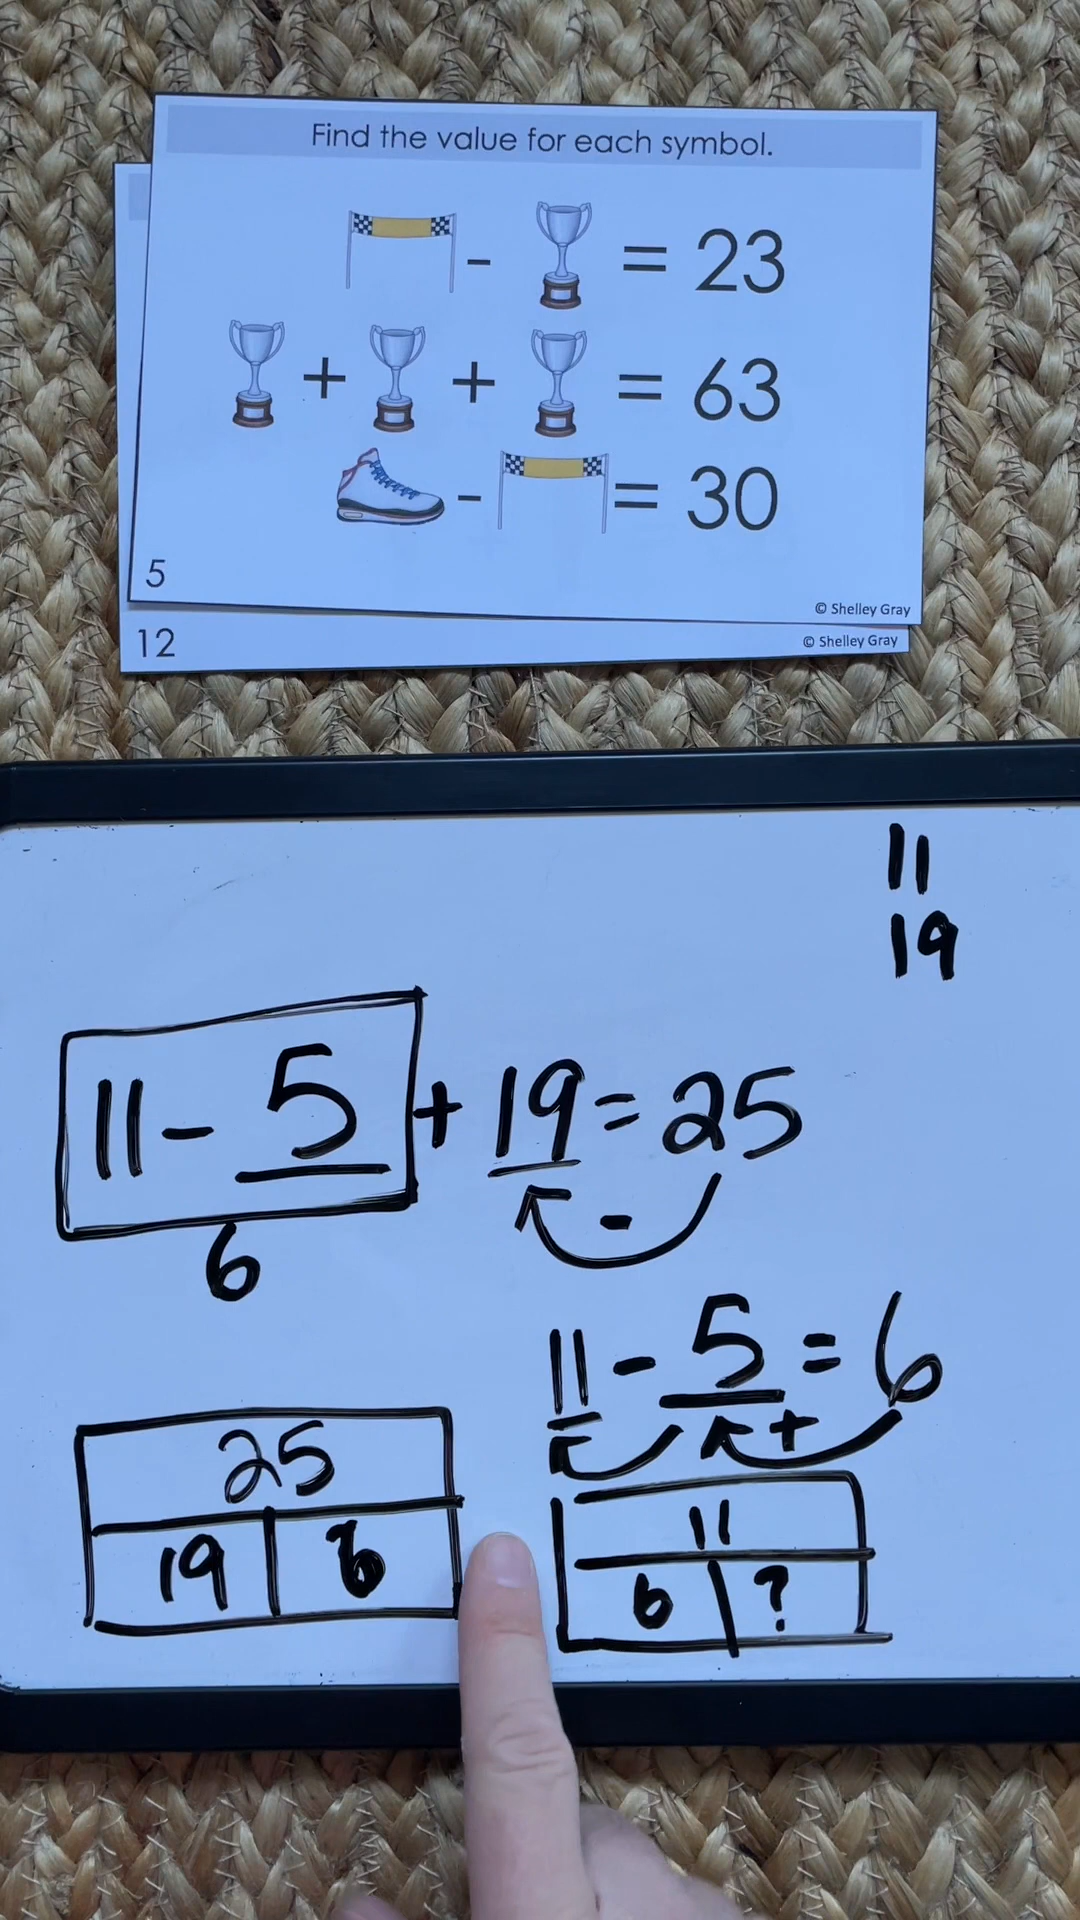 Find the value for each symbol.
- = 23
+ + = 63
- = 30
5
© Shelley Gray
12
© Shelley Gray
11
19
11 - 5 + 19 = 25
-
6
11 - 5 = 6
+
25
19 6
11
6 ?